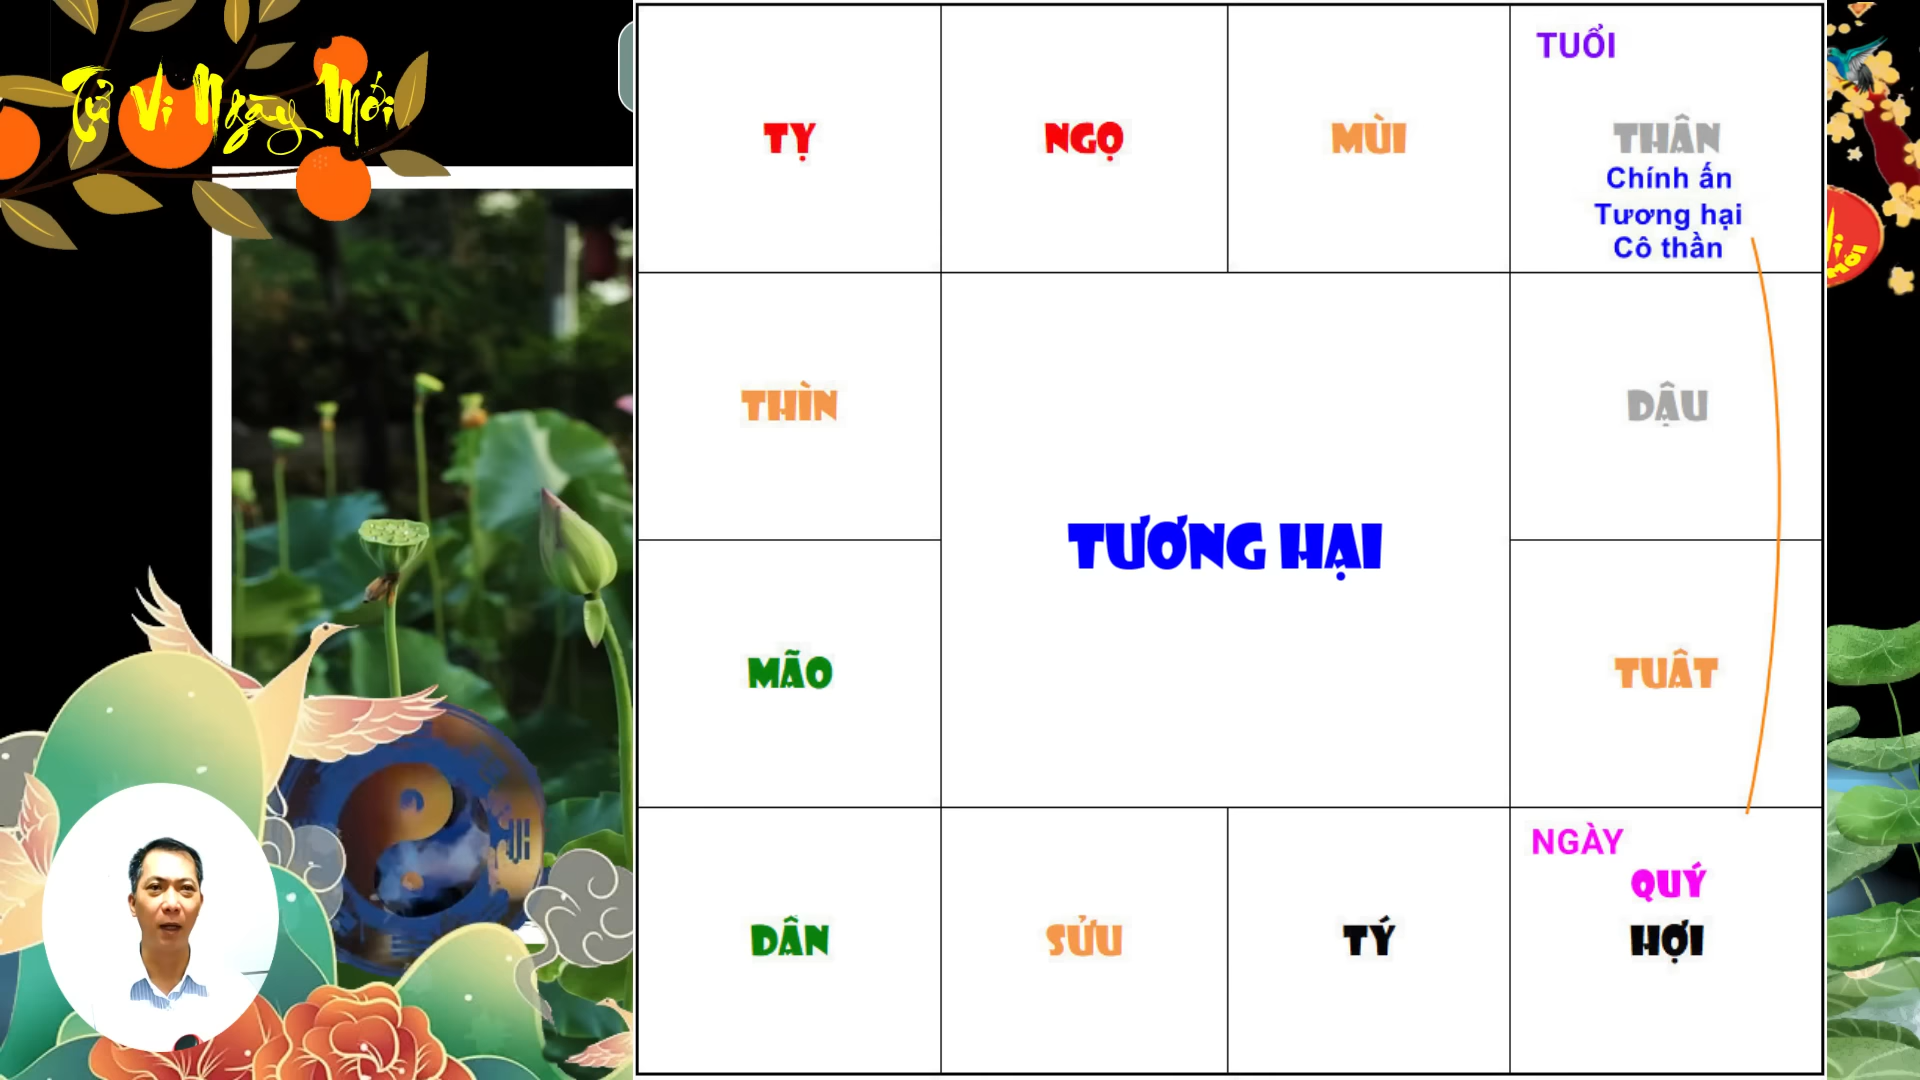 Tử Vi Ngày Mới
TUỔI
TỴ
NGỌ
MÙI
THÂN
Chính ấn
Tương hại
Cô thần
THÌN
DẬU
TƯƠNG HẠI
MÃO
TUẤT
NGÀY
QUÝ
DẦN
SỬU
TÝ
HỢI